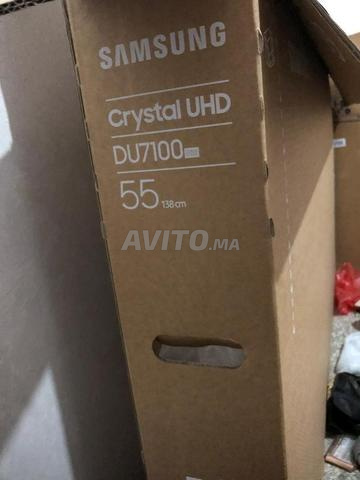 SAMSUNG
Crystal UHD
DU7100
55
138cm
AVITO.MA